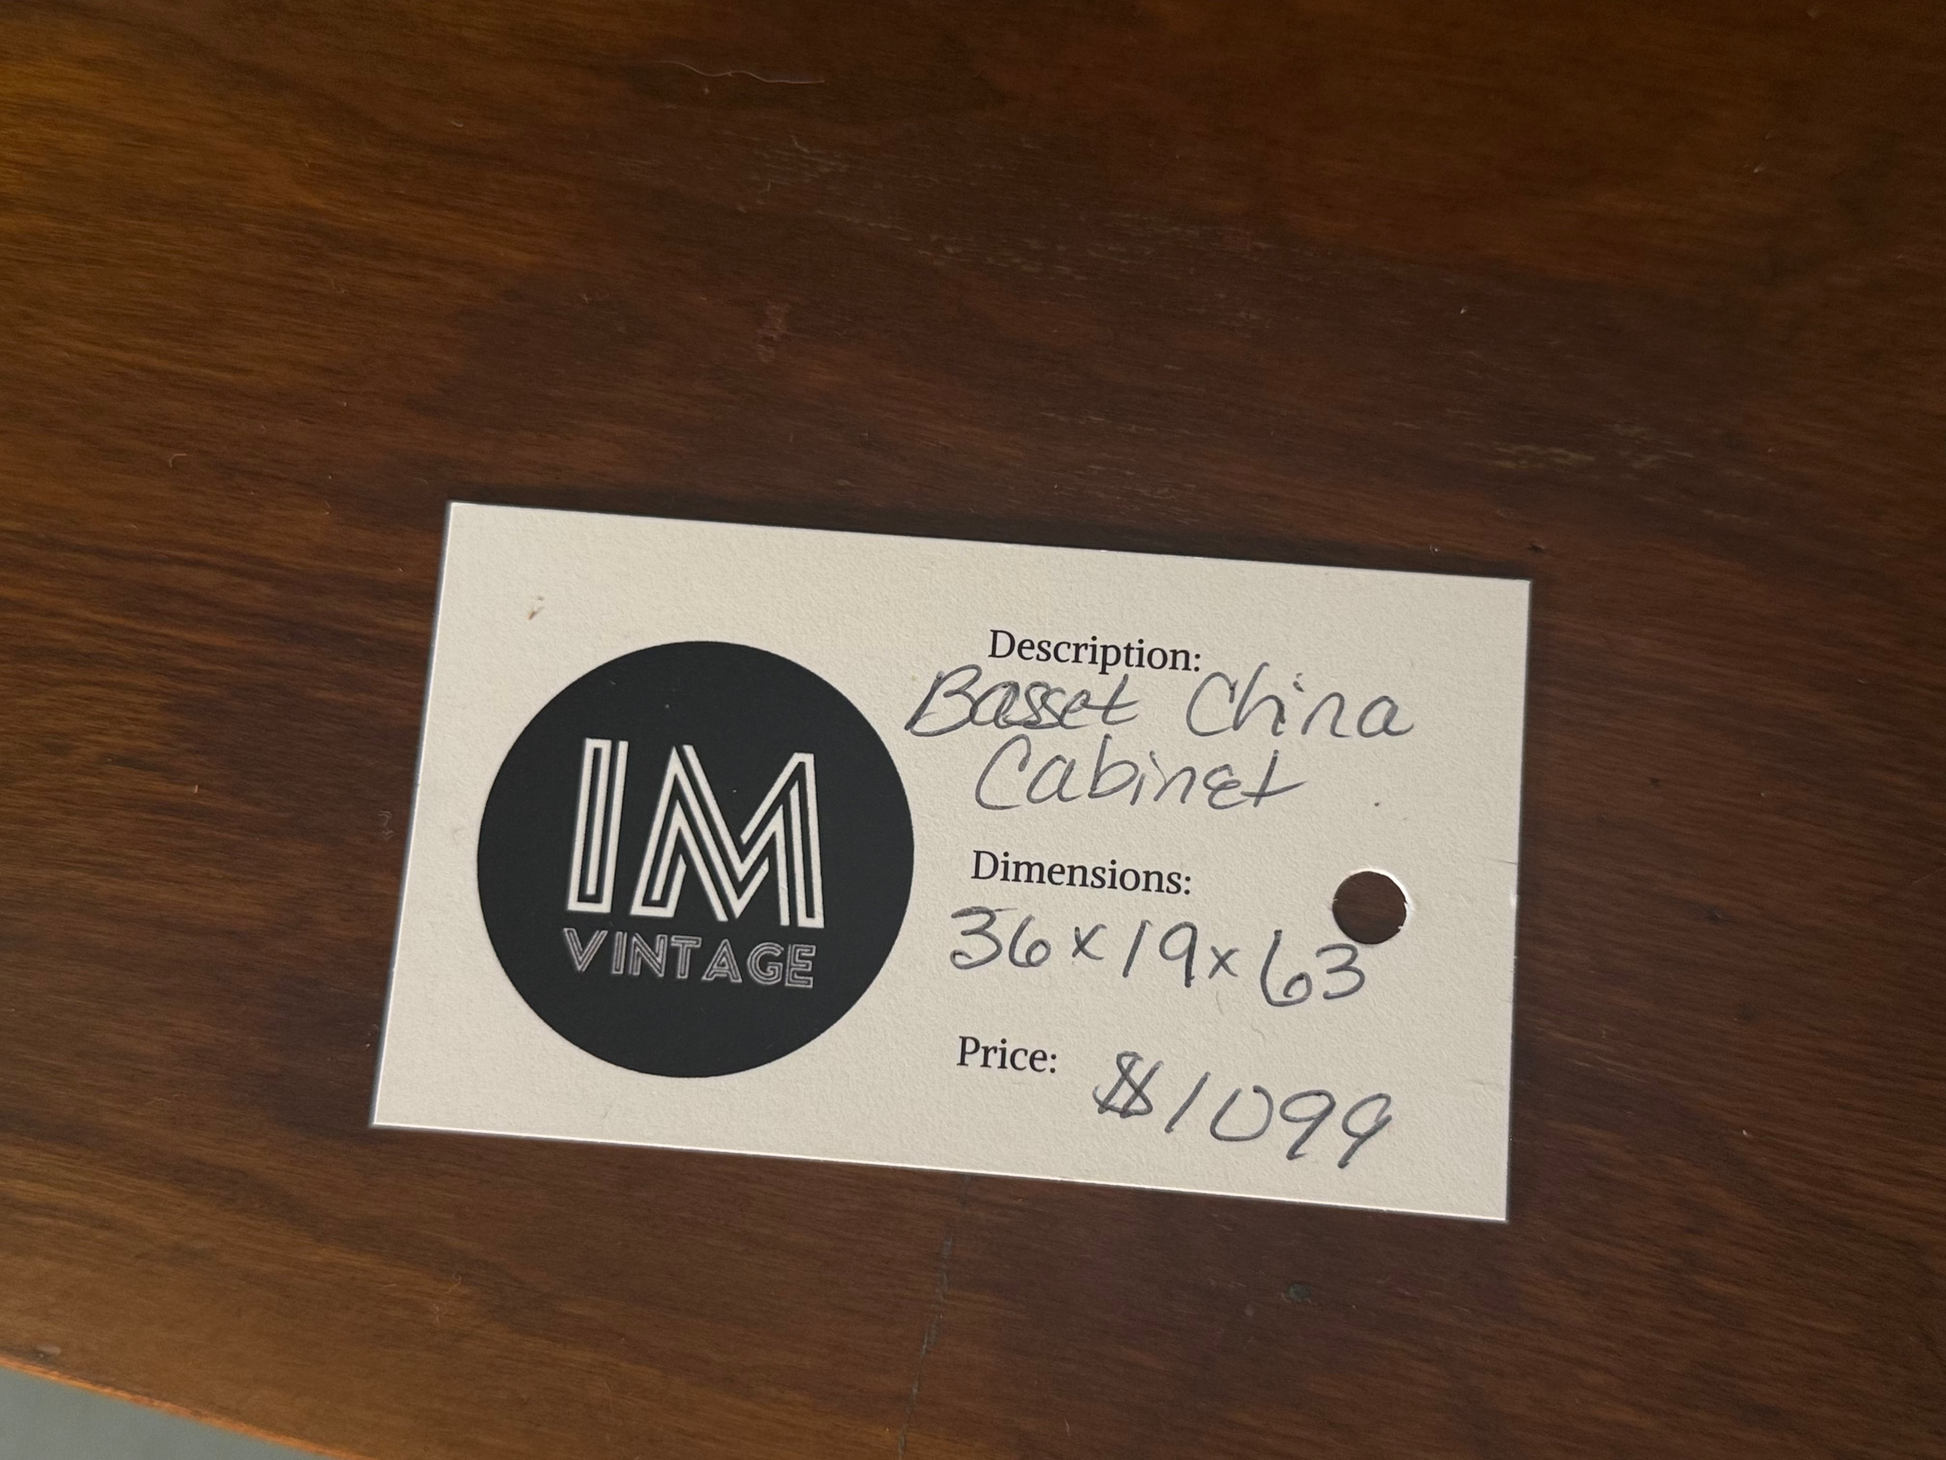 IM
VINTAGE
Description:
Basset China
Cabinet
Dimensions:
36x19x63
Price: $1099